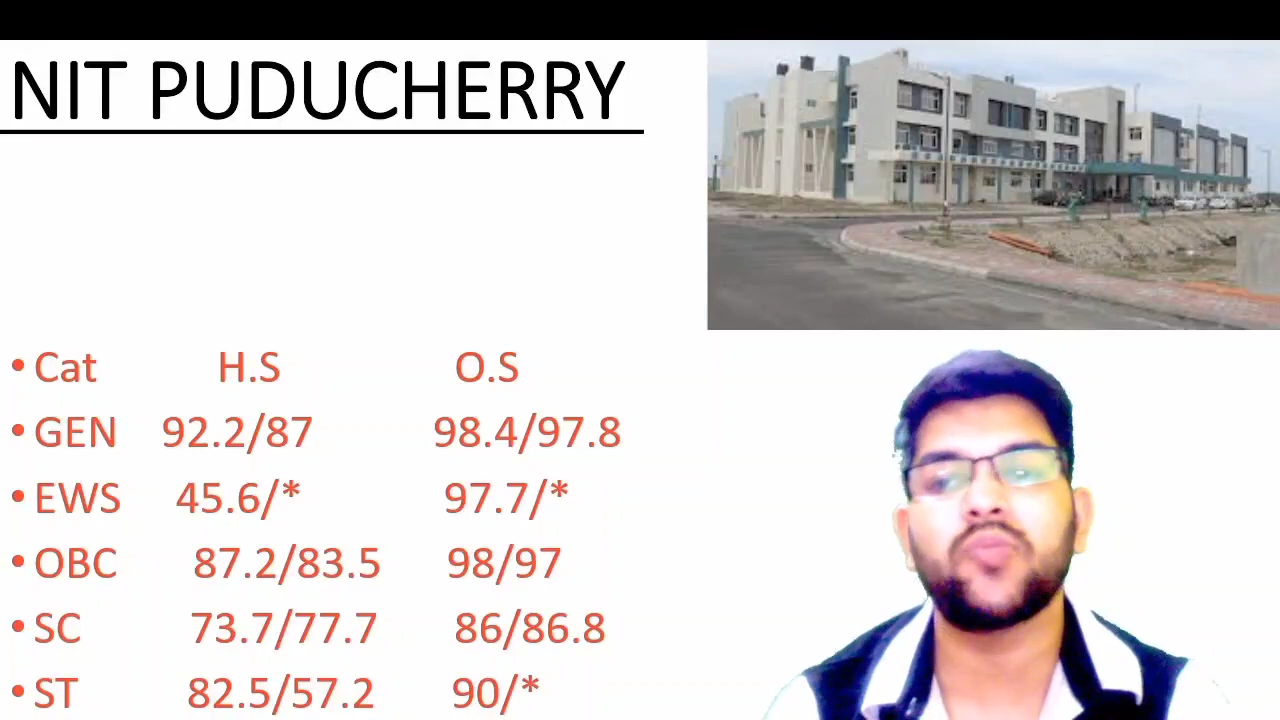 NIT PUDUCHERRY
• Cat H.S O.S
• GEN 92.2/87 98.4/97.8
• EWS 45.6/* 97.7/*
• OBC 87.2/83.5 98/97
• SC 73.7/77.7 86/86.8
• ST 82.5/57.2 90/*